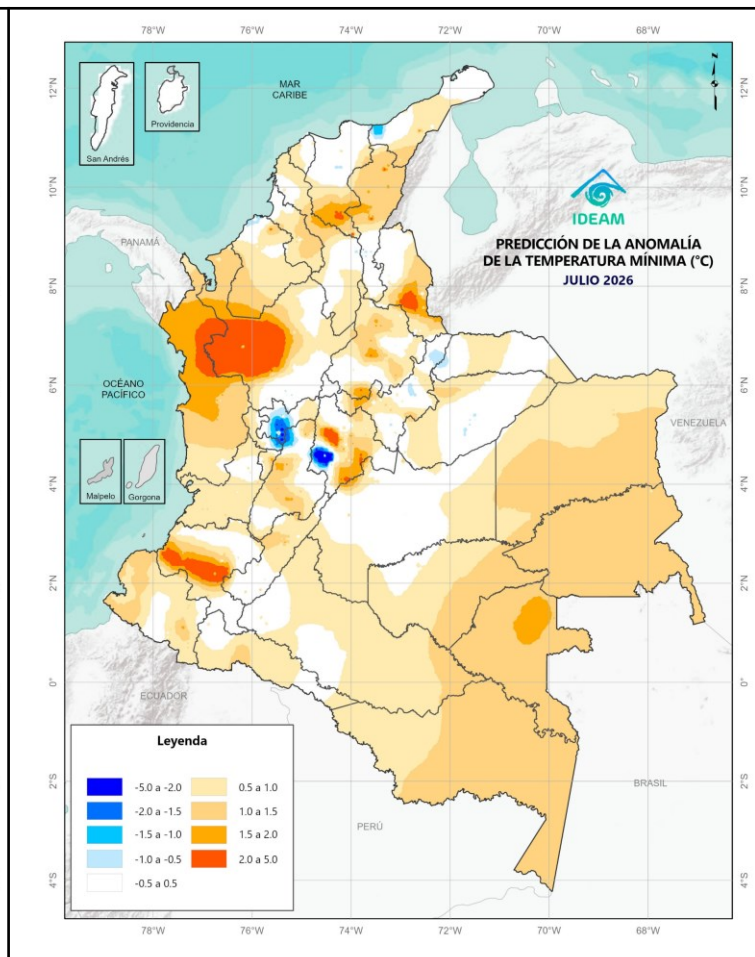 78°W 76°W 74°W 72°W 70°W 68°W
12°N
10°N
8°N
6°N
4°N
2°N
0°
2°S
4°S
12°N
10°N
8°N
6°N
4°N
2°N
0°
2°S
4°S
San Andrés
Providencia
MAR
CARIBE
N
IDEAM
PREDICCIÓN DE LA ANOMALÍA
DE LA TEMPERATURA MÍNIMA (°C)
JULIO 2026
PANAMÁ
OCÉANO
PACÍFICO
VENEZUELA
Malpelo
Gorgona
ECUADOR
PERÚ
BRASIL
Leyenda
-5.0 a -2.0
-2.0 a -1.5
-1.5 a -1.0
-1.0 a -0.5
-0.5 a 0.5
0.5 a 1.0
1.0 a 1.5
1.5 a 2.0
2.0 a 5.0
78°W 76°W 74°W 72°W 70°W 68°W